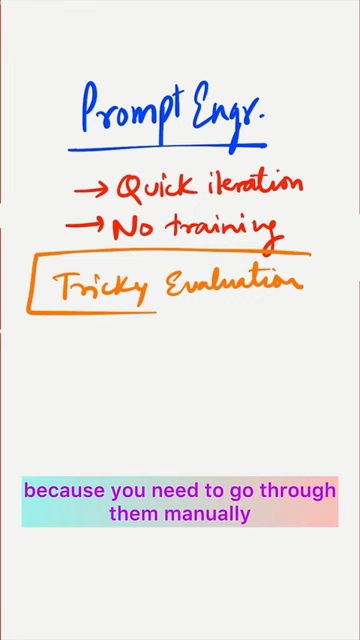 Prompt Engr.
→ Quick iteration
→ No training
Tricky Evaluation
because you need to go through
them manually